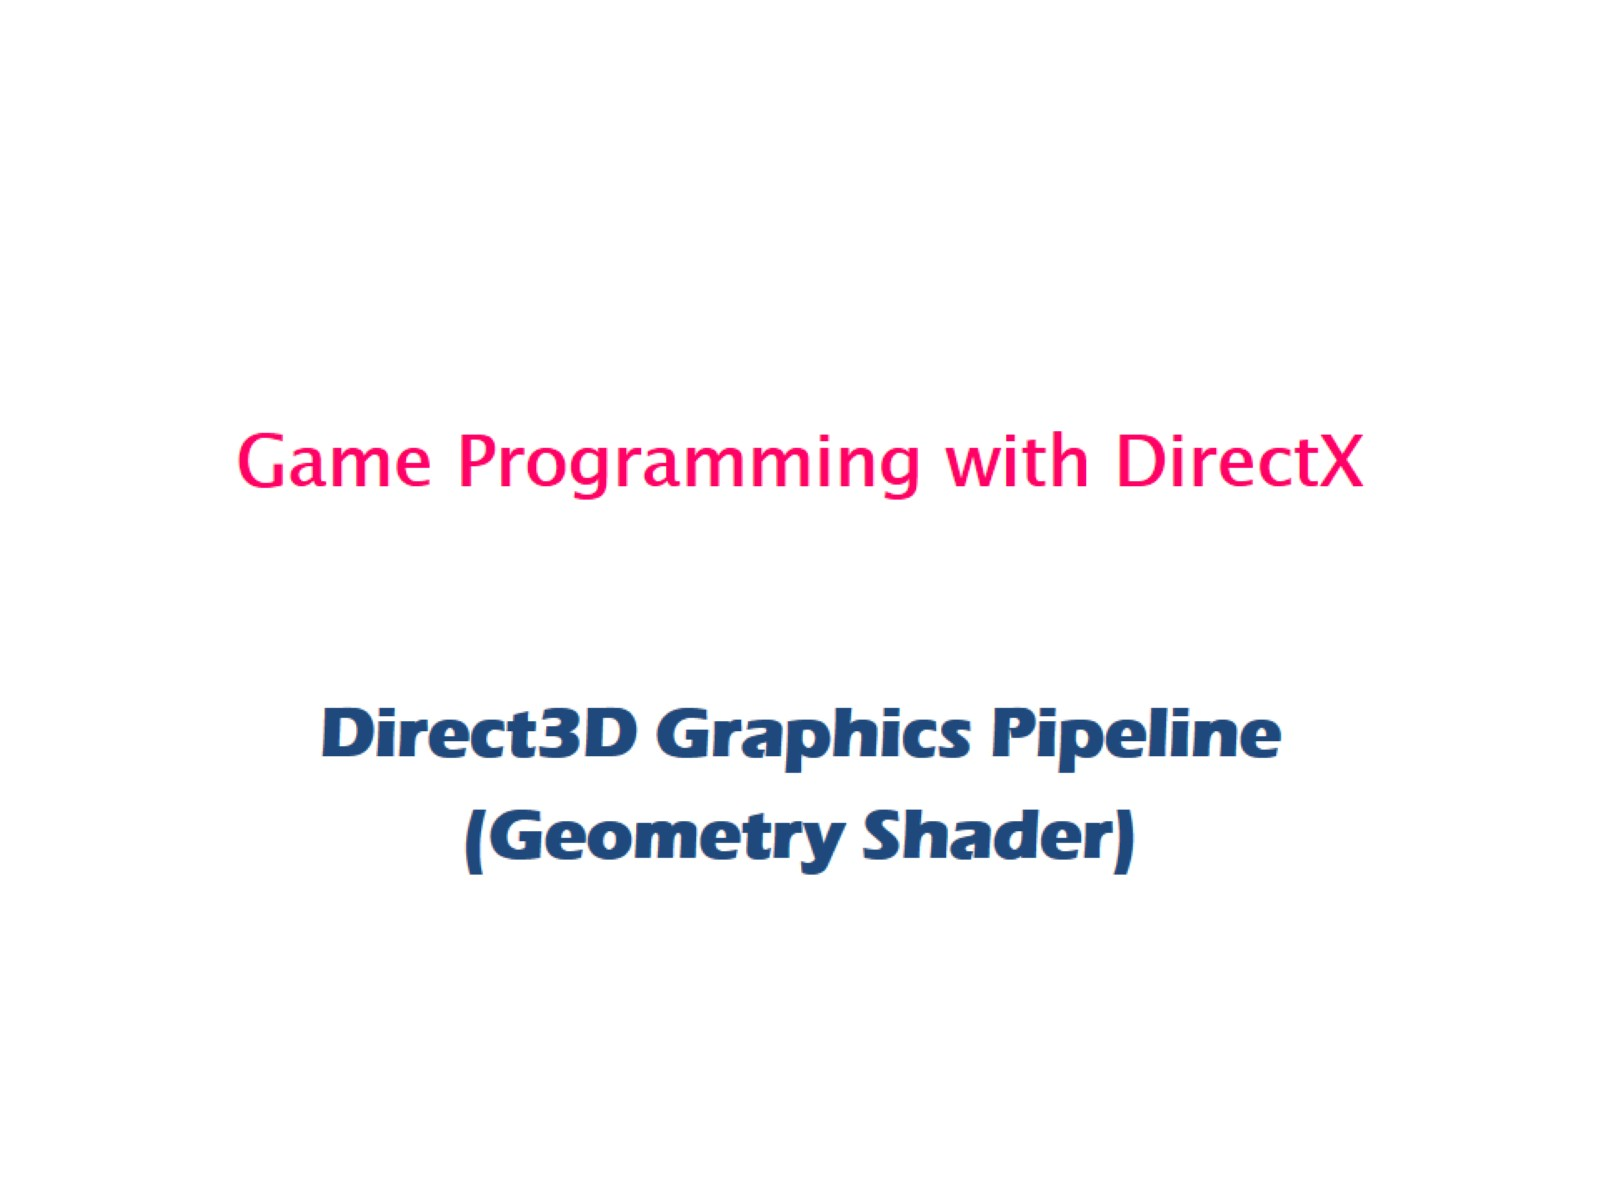 Game Programming with DirectX
Direct3D Graphics Pipeline
(Geometry Shader)